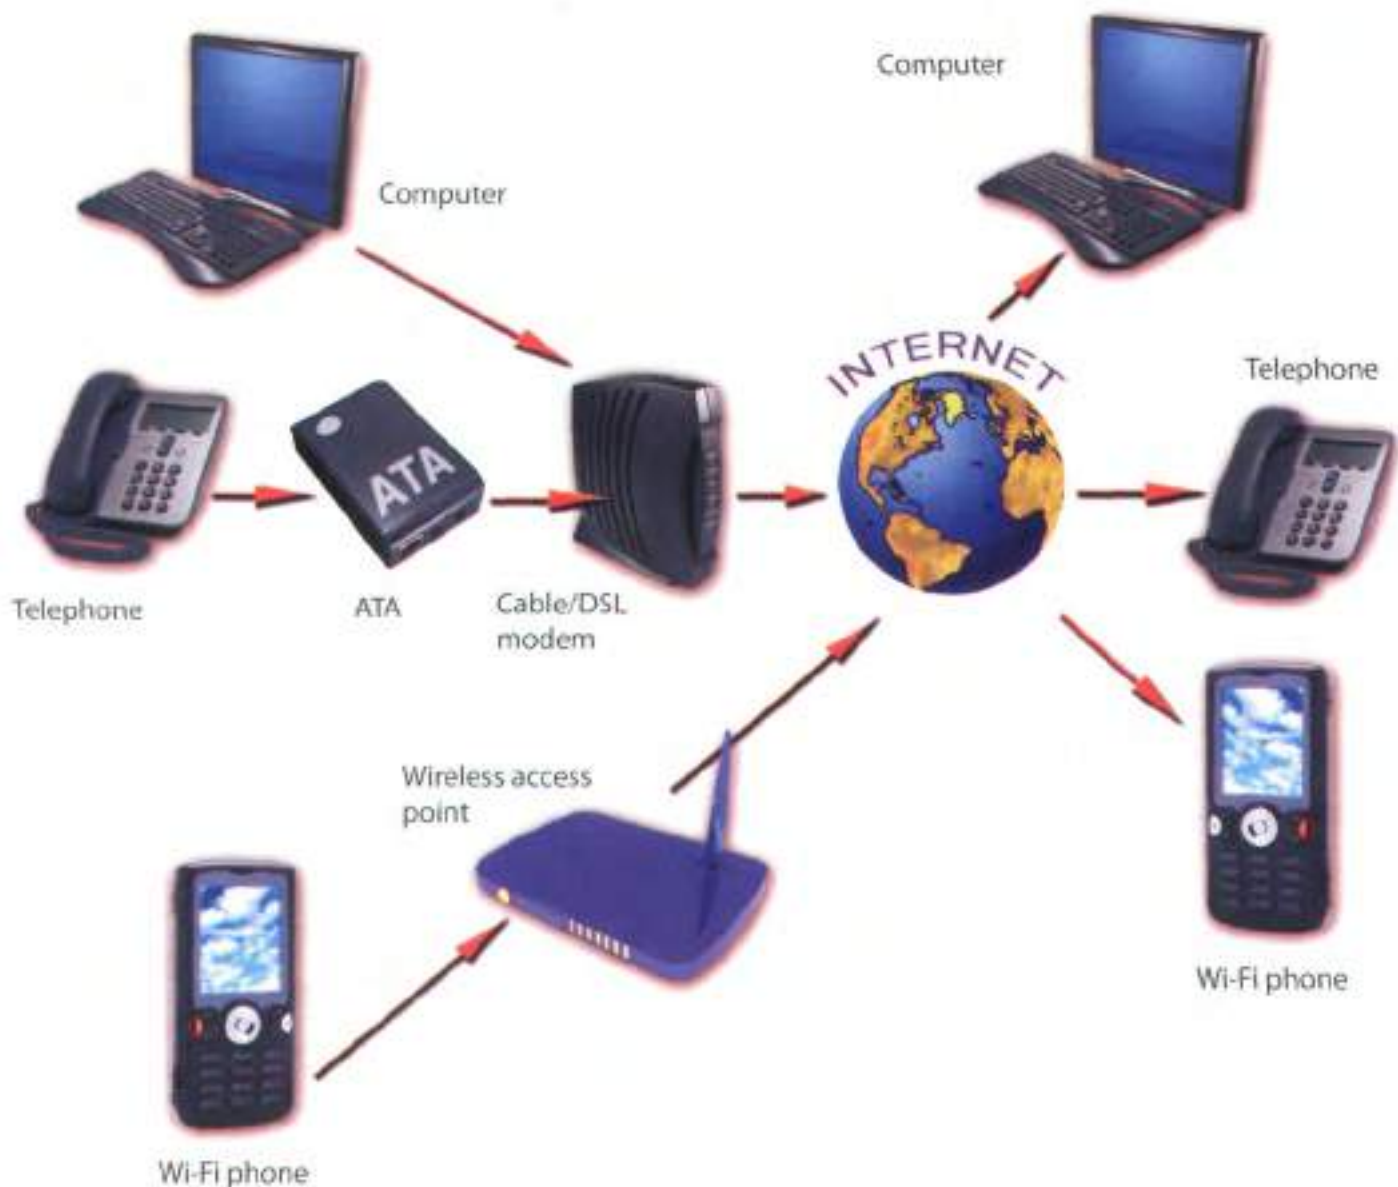 Computer
Computer
INTERNET
Telephone
ATA
Telephone
ATA
Cable/DSL
modem
Wireless access
point
Wi-Fi phone
Wi-Fi phone